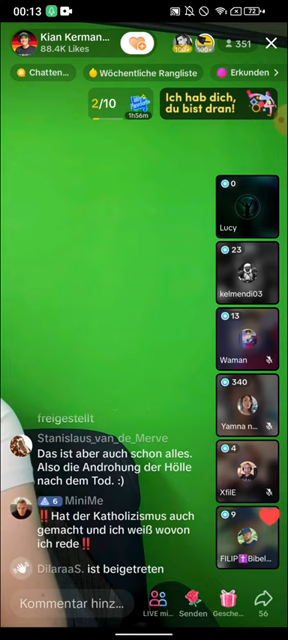 00:13
72
Kian Kerman...
88.4K Likes
100+
100+
351
Chatten...
Wöchentliche Rangliste
Erkunden
2/10
1h56m
Ich hab dich,
du bist dran!
0
Lucy
23
kelmendi03
13
Waman
340
Yamna n...
4
XfilE
9
FILIP✝️Bibel...
freigestellt
Stanislaus_van_de_Merve
Das ist aber auch schon alles.
Also die Androhung der Hölle
nach dem Tod. :)
6 MiniMe
‼️Hat der Katholizismus auch
gemacht und ich weiß wovon
ich rede‼️
DilaraaS. ist beigetreten
Kommentar hinz...
LIVE mi...
Senden
Gesche...
56